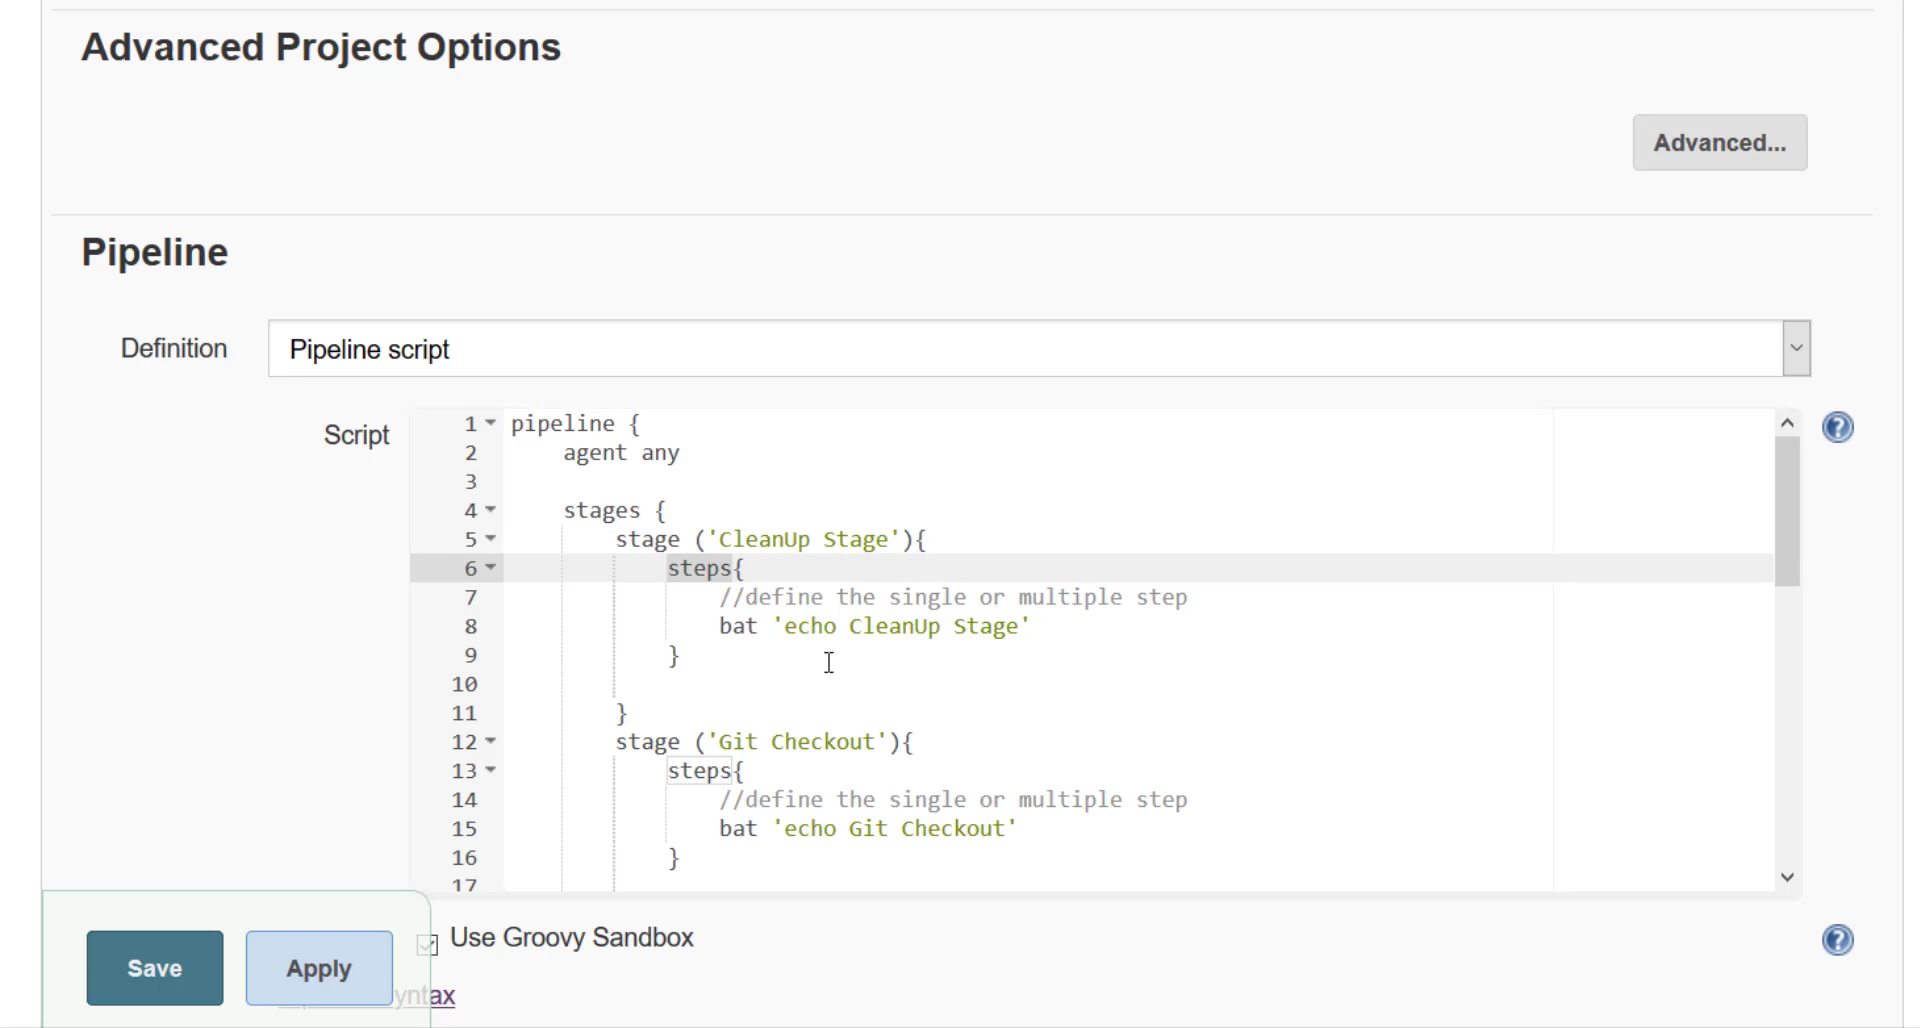 Advanced Project Options
Advanced...
Pipeline
Definition
Pipeline script
Script
1 pipeline {
2     agent any
3
4     stages {
5         stage ('CleanUp Stage'){
6             steps{
7                 //define the single or multiple step
8                 bat 'echo CleanUp Stage'
9             }
10
11         }
12         stage ('Git Checkout'){
13             steps{
14                 //define the single or multiple step
15                 bat 'echo Git Checkout'
16             }
17
Use Groovy Sandbox
Save
Apply
yntax